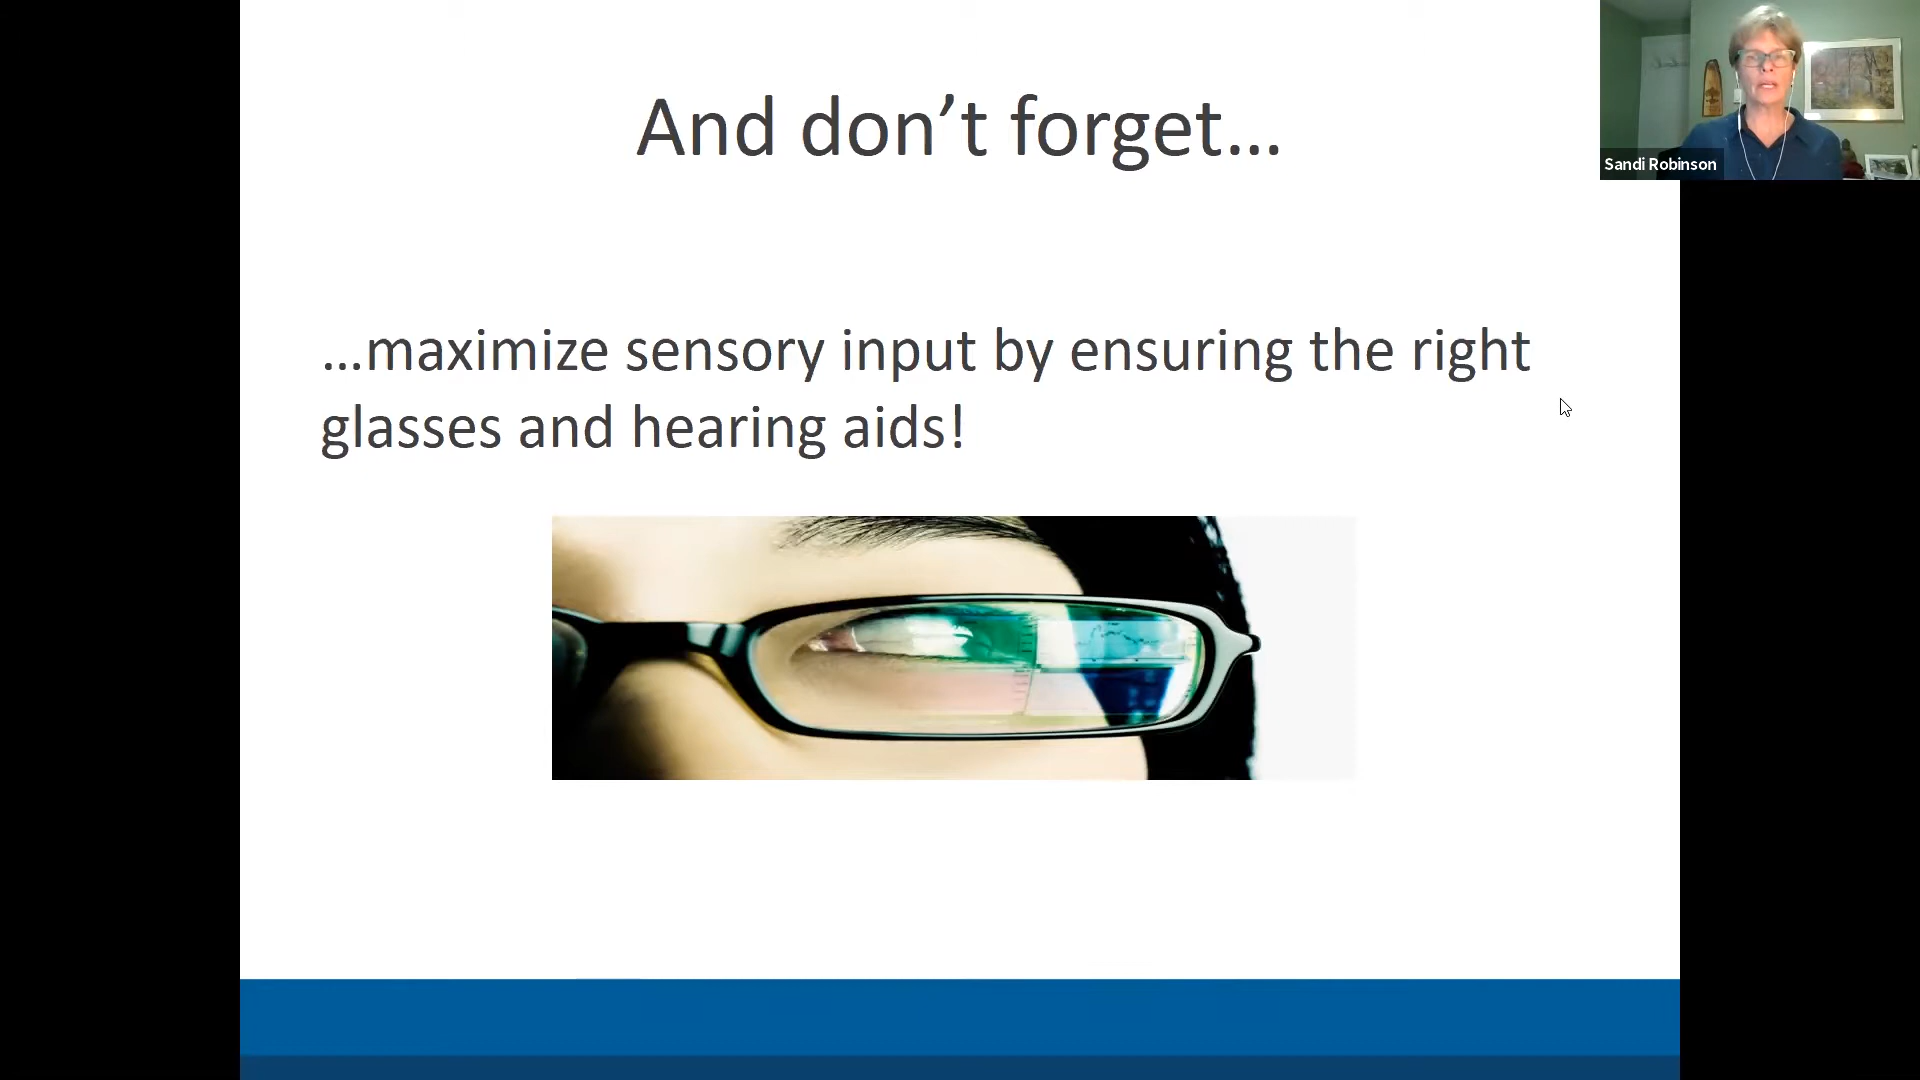 And don’t forget…
…maximize sensory input by ensuring the right
glasses and hearing aids!
Sandi Robinson